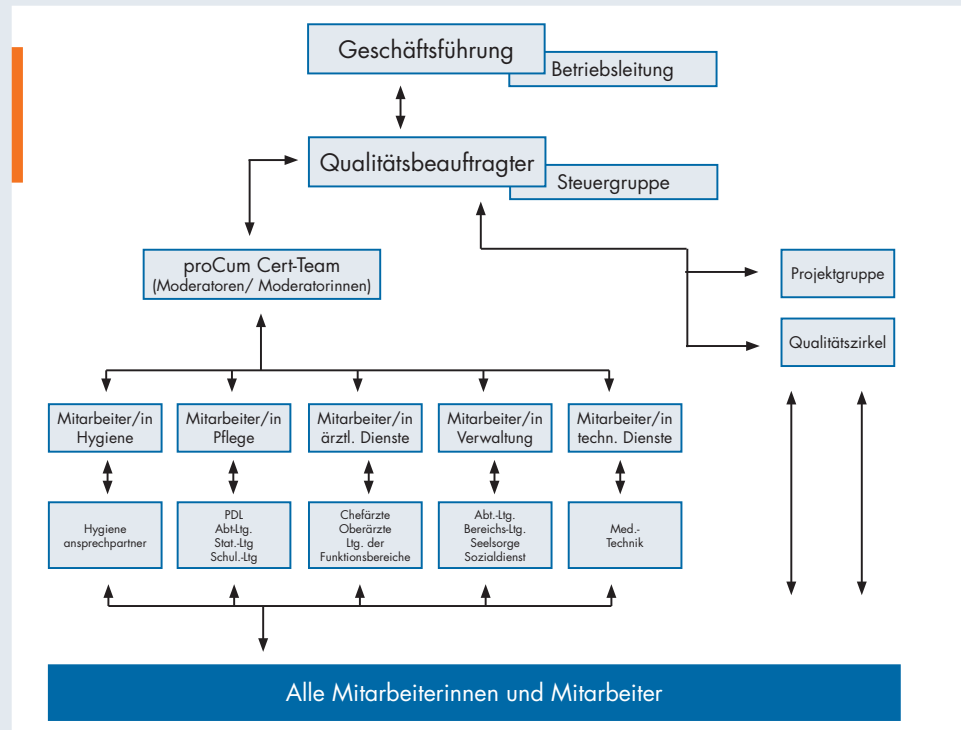 Geschäftsführung
Betriebsleitung
Qualitätsbeauftragter
Steuergruppe
proCum Cert-Team
(Moderatoren/ Moderatorinnen)
Projektgruppe
Qualitätszirkel
Mitarbeiter/in
Hygiene
Mitarbeiter/in
Pflege
Mitarbeiter/in
ärztl. Dienste
Mitarbeiter/in
Verwaltung
Mitarbeiter/in
techn. Dienste
Hygiene
ansprechpartner
PDL
Abt-Ltg.
Stat.-Ltg
Schul.-Ltg
Chefärzte
Oberärzte
Ltg. der
Funktionsbereiche
Abt.-Ltg.
Bereichs-Ltg.
Seelsorge
Sozialdienst
Med.-
Technik
Alle Mitarbeiterinnen und Mitarbeiter